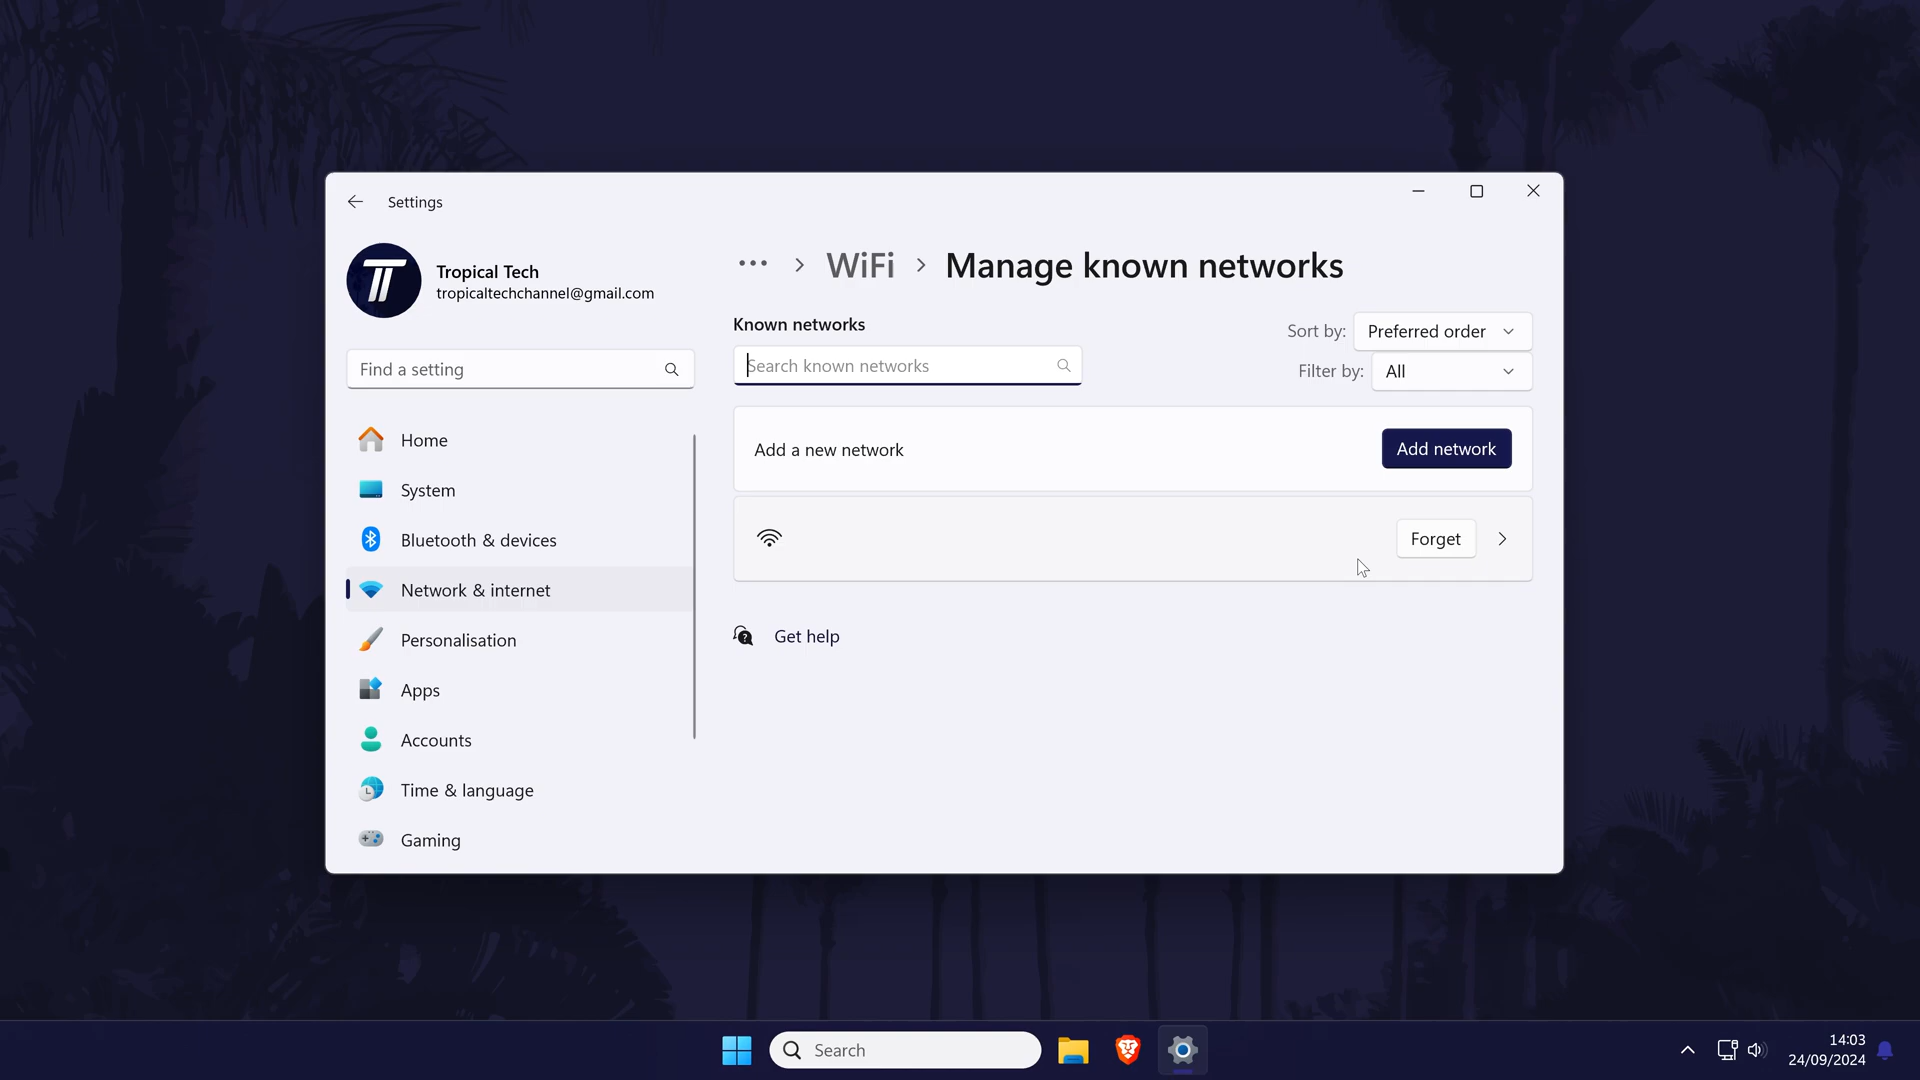 Settings
Tropical Tech
tropicaltechchannel@gmail.com
Find a setting
Home
System
Bluetooth & devices
Network & internet
Personalisation
Apps
Accounts
Time & language
Gaming
... > WiFi > Manage known networks
Known networks
Search known networks
Sort by: Preferred order
Filter by: All
Add a new network
Add network
Forget
Get help
Search
14:03
24/09/2024